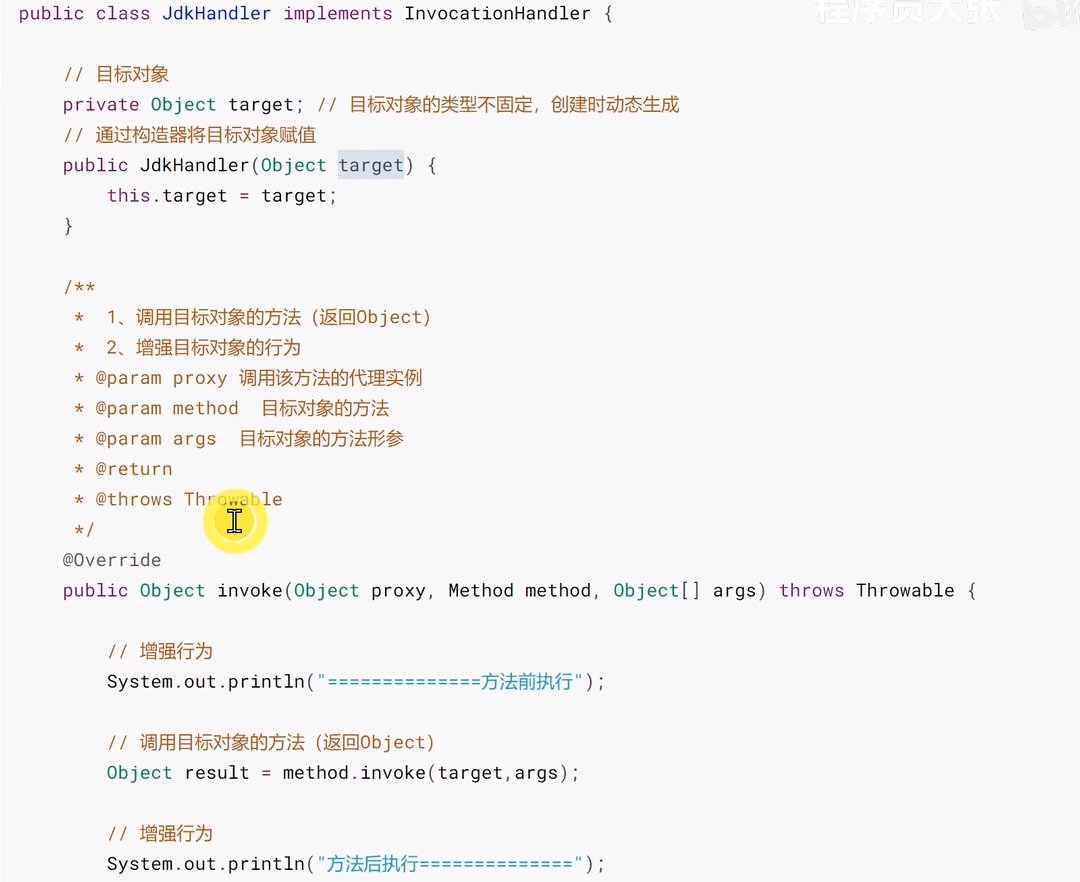 public class JdkHandler implements InvocationHandler {
程序员大张
// 目标对象
private Object target; // 目标对象的类型不固定，创建时动态生成
// 通过构造器将目标对象赋值
public JdkHandler(Object target) {
this.target = target;
}
/**
* 1、调用目标对象的方法（返回Object）
* 2、增强目标对象的行为
* @param proxy 调用该方法的代理实例
* @param method 目标对象的方法
* @param args 目标对象的方法形参
* @return
* @throws Throwable
*/
@Override
public Object invoke(Object proxy, Method method, Object[] args) throws Throwable {
// 增强行为
System.out.println("==============方法前执行");
// 调用目标对象的方法（返回Object）
Object result = method.invoke(target,args);
// 增强行为
System.out.println("方法后执行==============");